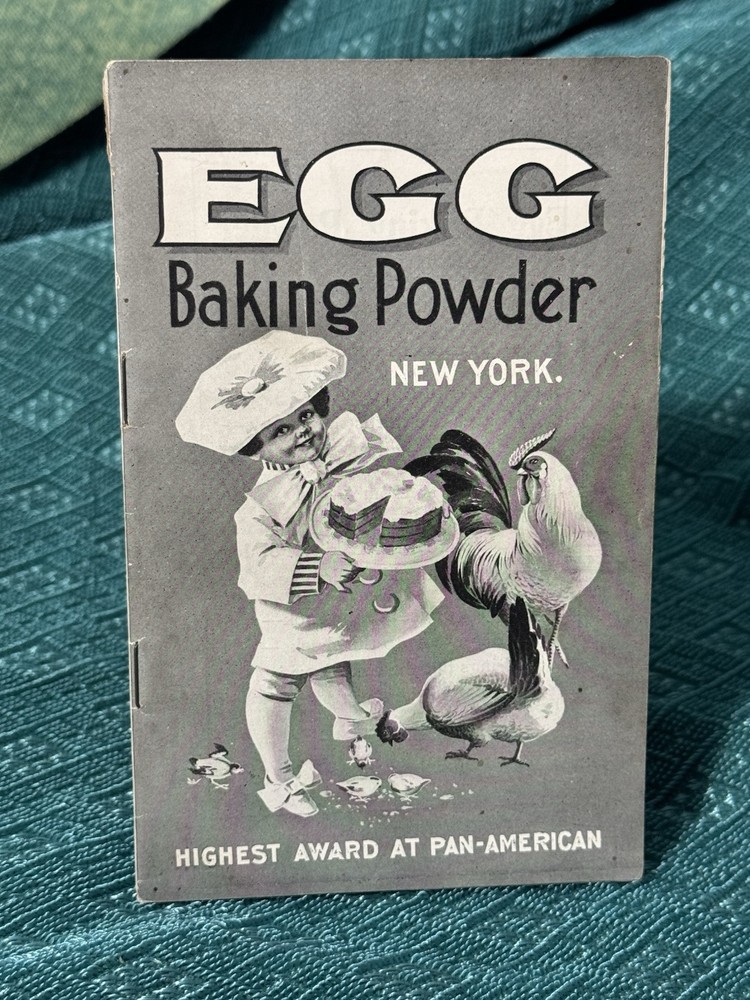 EGG
Baking Powder
NEW YORK.
HIGHEST AWARD AT PAN-AMERICAN